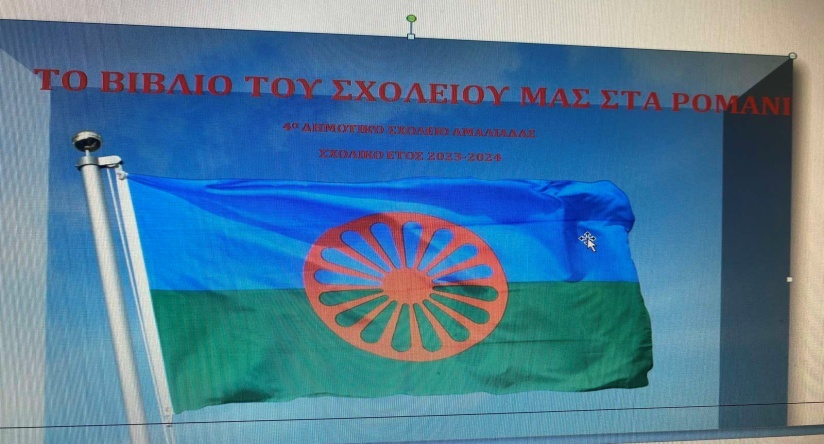 ΤΟ ΒΙΒΛΙΟ ΤΟΥ ΣΧΟΛΕΙΟΥ ΜΑΣ ΣΤΑ ΡΟΜΑΝΙ
4ο ΔΗΜΟΤΙΚΟ ΣΧΟΛΕΙΟ ΑΜΑΛΙΑΔΑΣ
ΣΧΟΛΙΚΟ ΕΤΟΣ 2023-2024